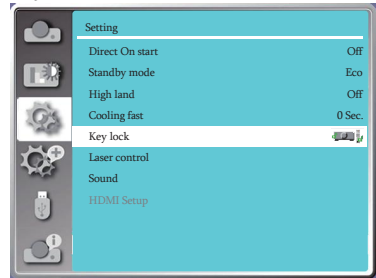 Setting
Direct On start Off
Standby mode Eco
High land Off
Cooling fast 0 Sec.
Key lock
Laser control
Sound
HDMI Setup